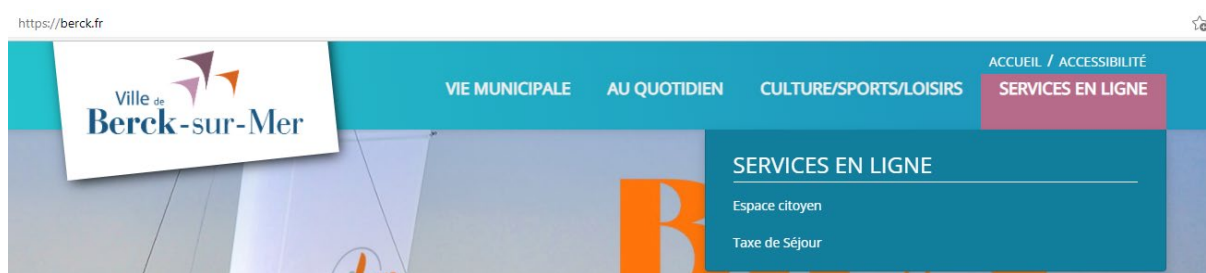 https://berck.fr
ACCUEIL / ACCESSIBILITÉ
Ville de
Berck-sur-Mer
VIE MUNICIPALE AU QUOTIDIEN CULTURE/SPORTS/LOISIRS SERVICES EN LIGNE
SERVICES EN LIGNE
Espace citoyen
Taxe de Séjour